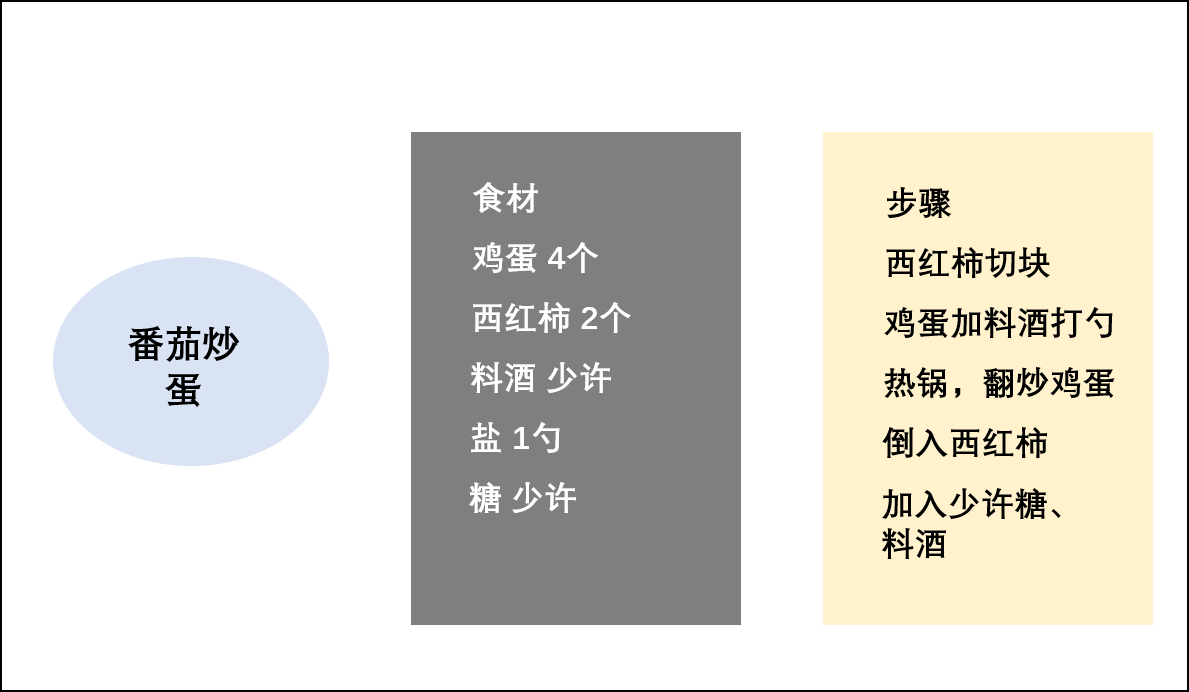 番茄炒
蛋
食材
鸡蛋 4个
西红柿 2个
料酒 少许
盐 1勺
糖 少许
步骤
西红柿切块
鸡蛋加料酒打勺
热锅，翻炒鸡蛋
倒入西红柿
加入少许糖、
料酒